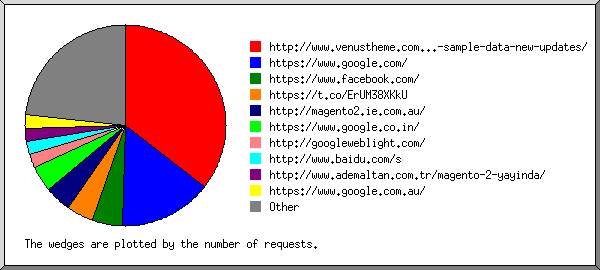 http://www.venustheme.com...-sample-data-new-updates/
https://www.google.com/
https://www.facebook.com/
https://t.co/ErUM38XKkU
http://magento2.ie.com.au/
https://www.google.co.in/
http://googleweblight.com/
http://www.baidu.com/s
http://www.ademaltan.com.tr/magento-2-yayinda/
https://www.google.com.au/
Other
The wedges are plotted by the number of requests.